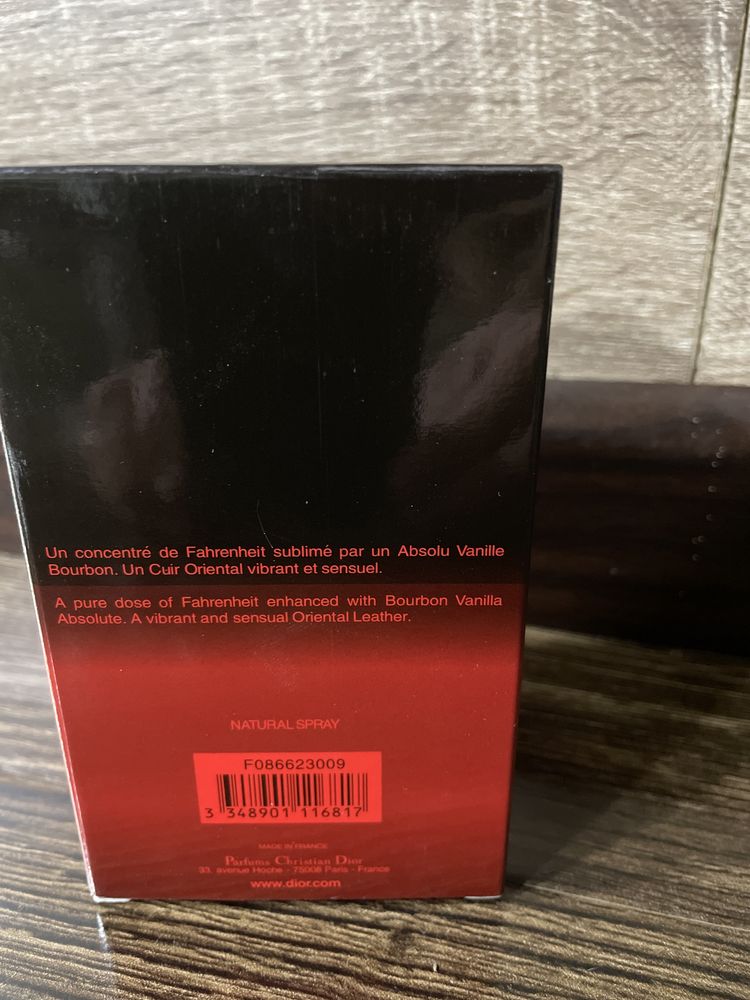 Un concentré de Fahrenheit sublimé par un Absolu Vanille
Bourbon. Un Cuir Oriental vibrant et sensuel.
A pure dose of Fahrenheit enhanced with Bourbon Vanilla
Absolute. A vibrant and sensual Oriental Leather.
NATURAL SPRAY
F086623009
3 348901 116817
MADE IN FRANCE
Parfums Christian Dior
33, avenue Hoche - 75008 Paris - France
www.dior.com